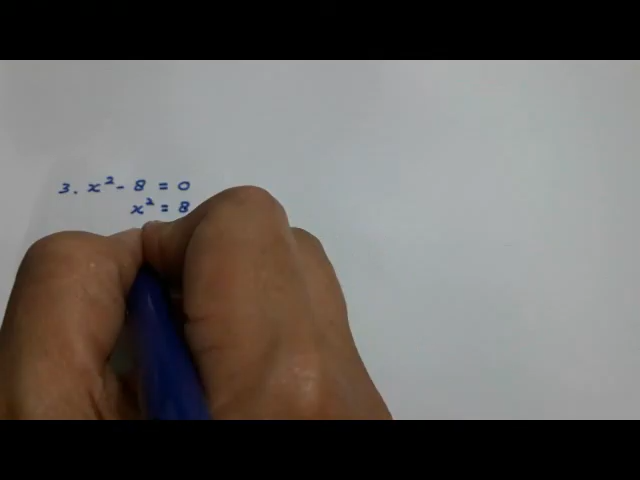 3. x² - 8 = 0
x² = 8